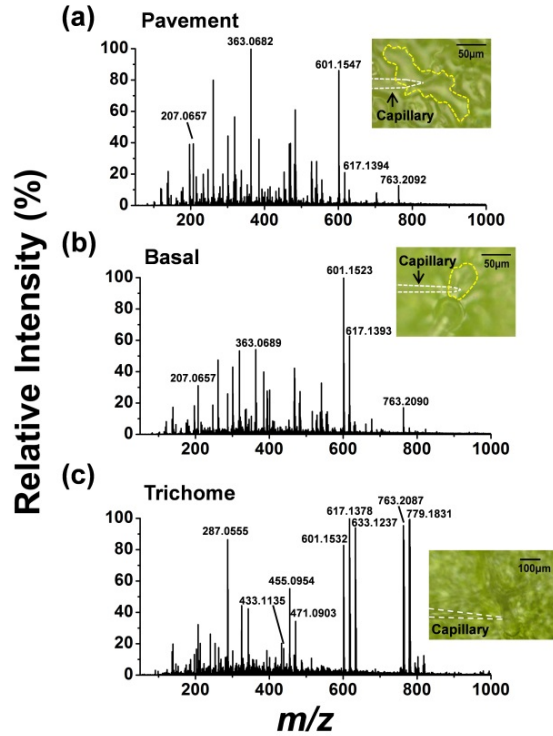 Relative Intensity (%)
(a)
Pavement
363.0682
601.1547
207.0657
617.1394
763.2092
50µm
Capillary
100
80
60
40
20
0
200 400 600 800 1000
(b)
Basal
601.1523
617.1393
363.0689
207.0657
763.2090
Capillary
50µm
100
80
60
40
20
0
200 400 600 800 1000
(c)
Trichome
763.2087
617.1378
779.1831
633.1237
287.0555
601.1532
455.0954
433.1135
471.0903
100µm
Capillary
100
80
60
40
20
0
200 400 600 800 1000
m/z